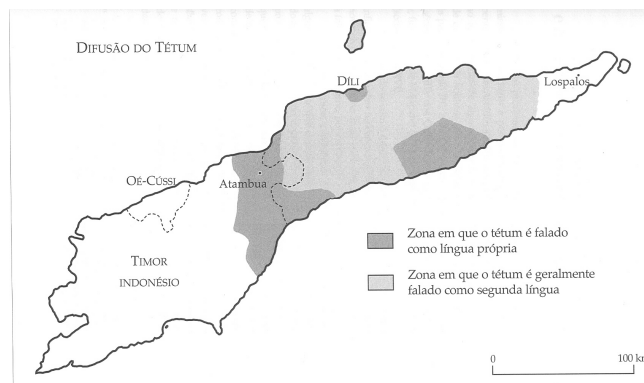 DIFUSÃO DO TÉTUM
DÍLI
Lospalos
OÉ-CÚSSI
Atambua
TIMOR
INDONÉSIO
Zona em que o tétum é falado
como língua própria
Zona em que o tétum é geralmente
falado como segunda língua
0
100 km